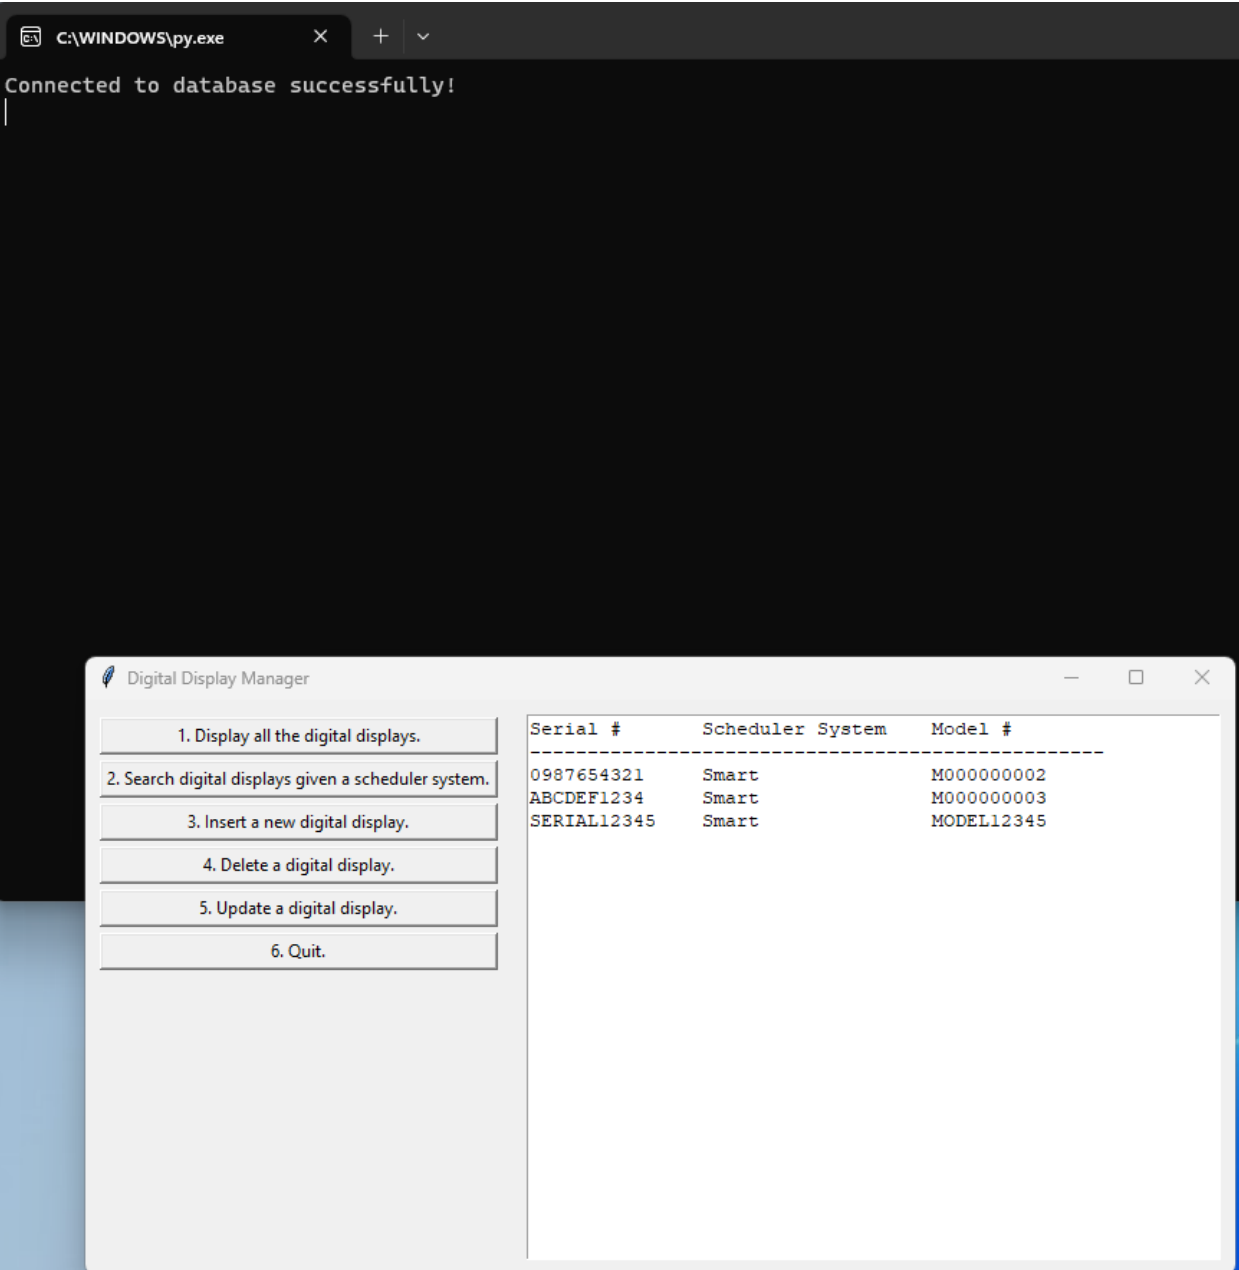 C:\WINDOWS\py.exe
Connected to database successfully!
Digital Display Manager
1. Display all the digital displays.
2. Search digital displays given a scheduler system.
3. Insert a new digital display.
4. Delete a digital display.
5. Update a digital display.
6. Quit.
Serial # Scheduler System Model #
--------------------------------------------------
0987654321 Smart M000000002
ABCDEF1234 Smart M000000003
SERIAL12345 Smart MODEL12345